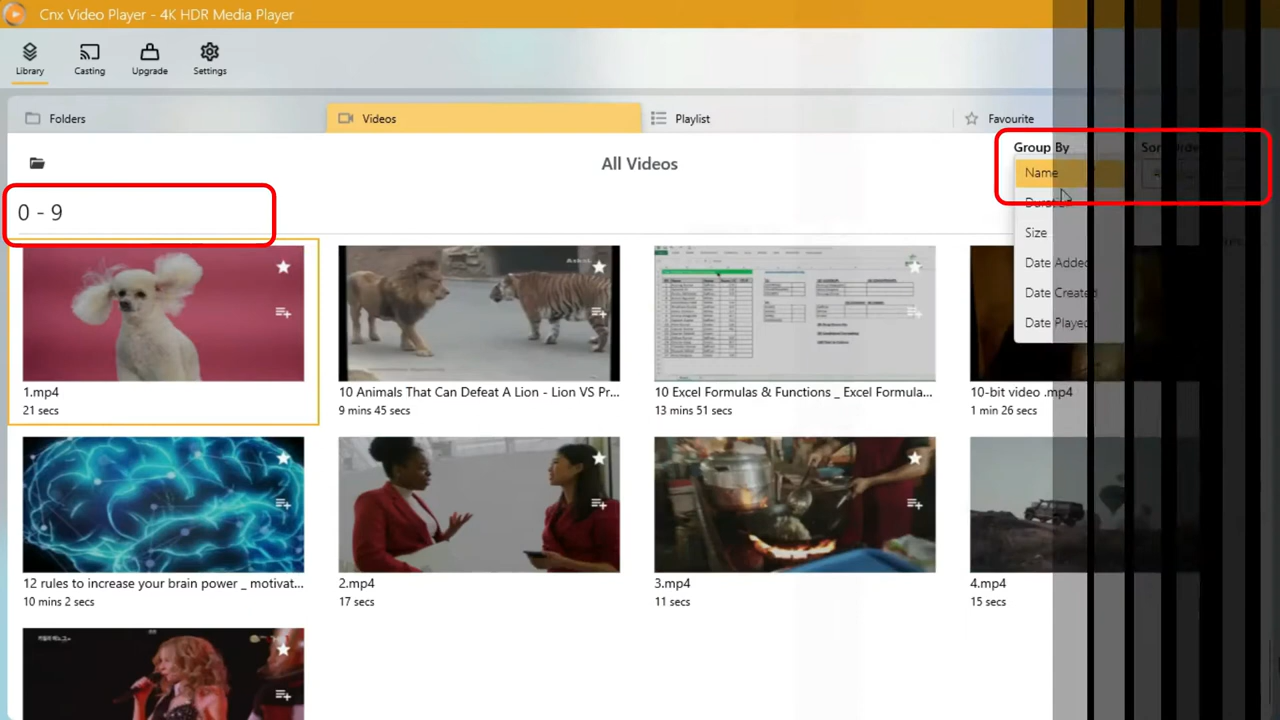 Cnx Video Player - 4K HDR Media Player
Library
Casting
Upgrade
Settings
Folders
Videos
Playlist
Favourite
All Videos
Group By
Name
Size
Date Added
Date Created
Date Played
0 - 9
1.mp4
21 secs
10 Animals That Can Defeat A Lion - Lion VS Pr...
9 mins 45 secs
10 Excel Formulas & Functions _ Excel Formula...
13 mins 51 secs
10-bit video .mp4
1 min 26 secs
12 rules to increase your brain power _ motivat...
10 mins 2 secs
2.mp4
17 secs
3.mp4
11 secs
4.mp4
15 secs